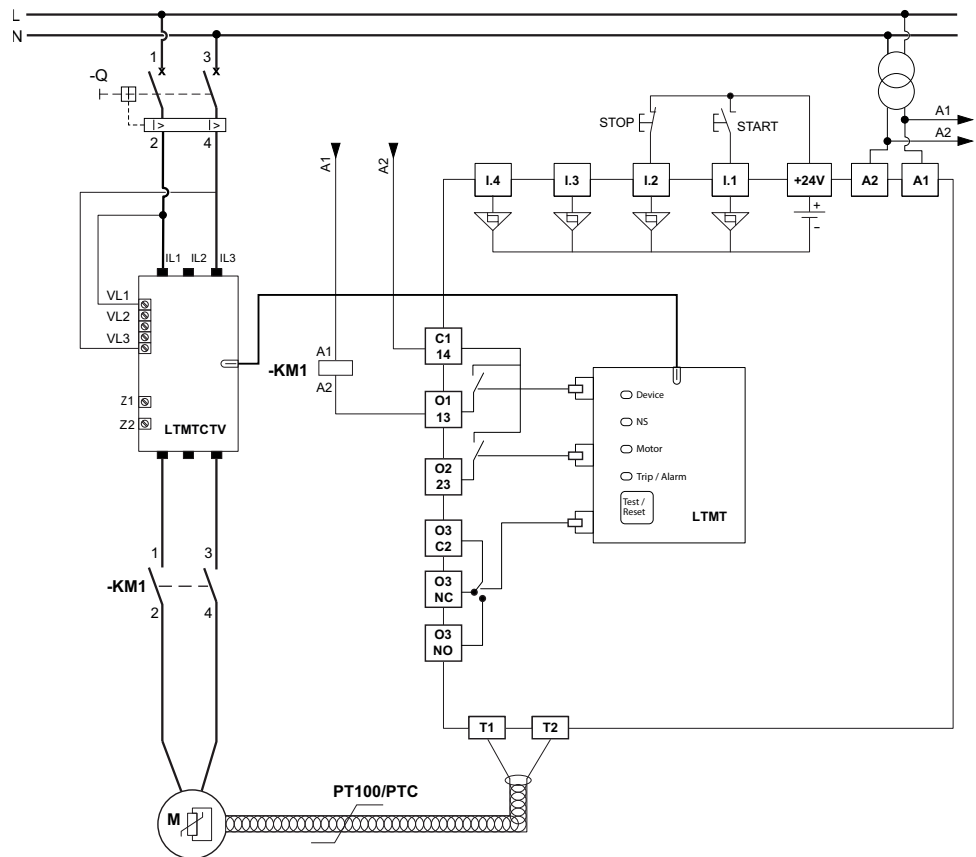 L
N
1 3
-Q
|> |>
2 4
A1
A2
STOP
START
A1
A2
I.4
I.3
I.2
I.1
+24V
A2
A1
+
−
IL1
IL2
IL3
VL1
VL2
VL3
Z1
Z2
LTMTCTV
A1
-KM1
A2
C1
14
O1
13
O2
23
O3
C2
O3
NC
O3
NO
Device
NS
Motor
Trip / Alarm
Test /
Reset
LTMT
1 3
-KM1
2 4
T1
T2
PT100/PTC
M